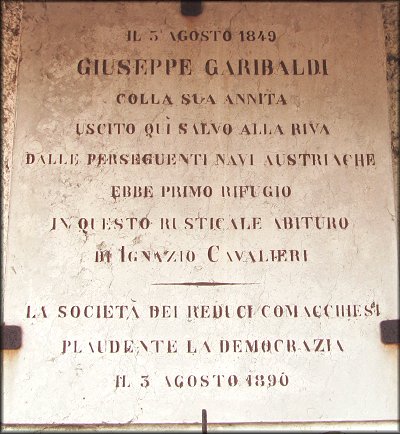 IL 3 AGOSTO 1849
GIUSEPPE GARIBALDI
COLLA SUA ANNITA
USCITO QUÌ SALVO ALLA RIVA
DALLE PERSEGUENTI NAVI AUSTRIACHE
EBBE PRIMO RIFUGIO
IN QUESTO RUSTICALE ABITURO
DI IGNAZIO CAVALIERI
LA SOCIETÀ DEI REDUCI COMACCHIESI
PLAUDENTE LA DEMOCRAZIA
IL 3 AGOSTO 1890